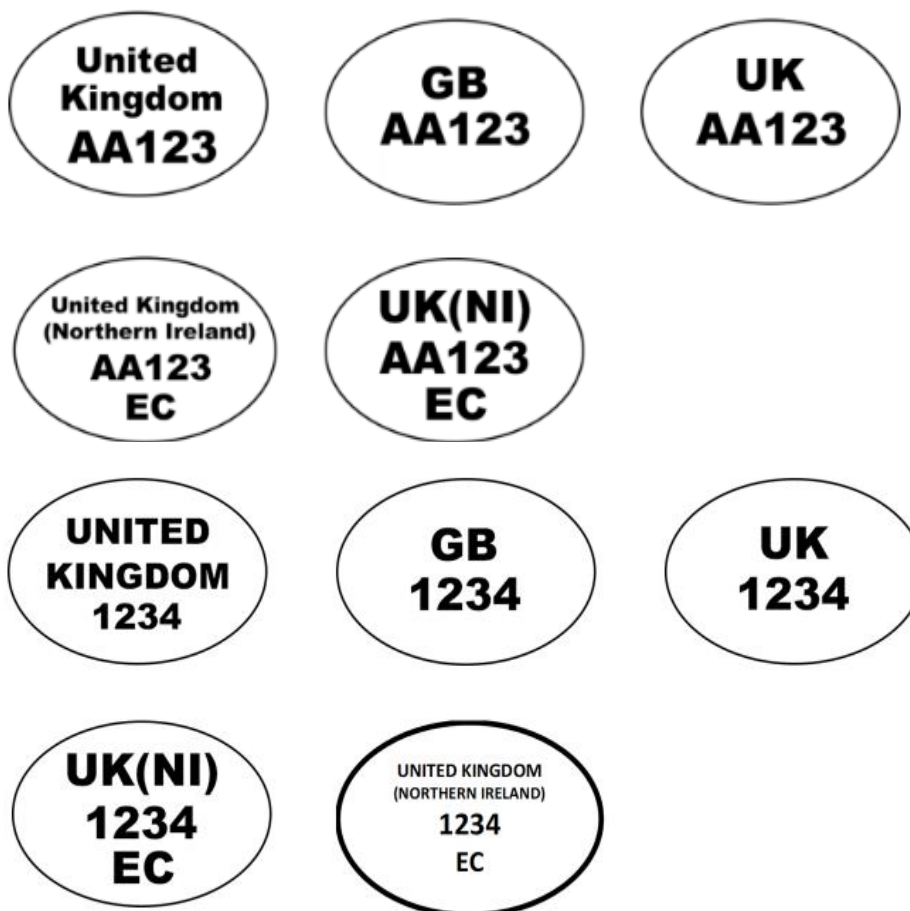 United
Kingdom
AA123
GB
AA123
UK
AA123
United Kingdom
(Northern Ireland)
AA123
EC
UK(NI)
AA123
EC
UNITED
KINGDOM
1234
GB
1234
UK
1234
UK(NI)
1234
EC
UNITED KINGDOM
(NORTHERN IRELAND)
1234
EC